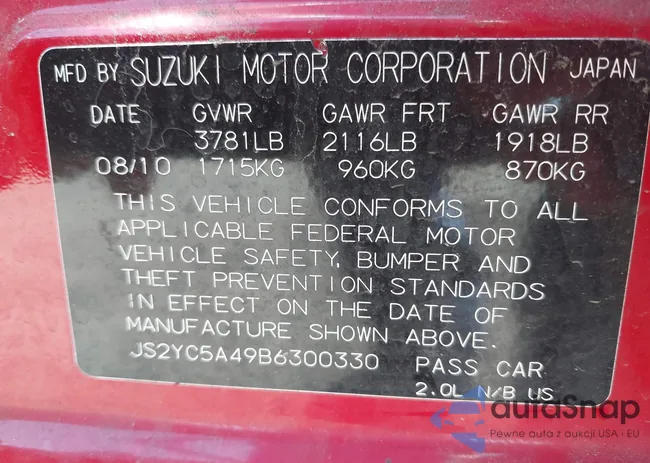 MFD BY SUZUKI MOTOR CORPORATION JAPAN
DATE GVWR GAWR FRT GAWR RR
3781LB 2116LB 1918LB
08/10 1715KG 960KG 870KG
THIS VEHICLE CONFORMS TO ALL
APPLICABLE FEDERAL MOTOR
VEHICLE SAFETY, BUMPER AND
THEFT PREVENTION STANDARDS
IN EFFECT ON THE DATE OF
MANUFACTURE SHOWN ABOVE.
JS2YC5A49B6300330 PASS CAR
2.0L N/B US
autaSnap
Pewne auta z aukcji USA i EU